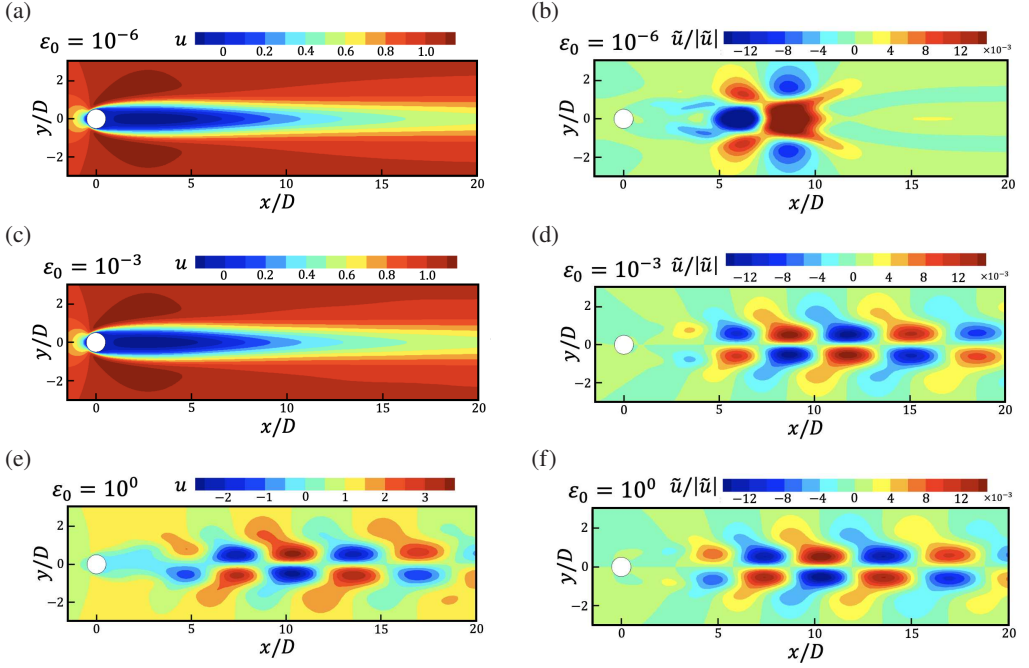 (a)
ε₀ = 10⁻⁶ u 0 0.2 0.4 0.6 0.8 1.0
y/D
2
0
−2
0 5 10 15 20
x/D
(b)
ε₀ = 10⁻⁶ ũ/|ũ| −12 −8 −4 0 4 8 12 ×10⁻³
y/D
2
0
−2
0 5 10 15 20
x/D
(c)
ε₀ = 10⁻³ u 0 0.2 0.4 0.6 0.8 1.0
y/D
2
0
−2
0 5 10 15 20
x/D
(d)
ε₀ = 10⁻³ ũ/|ũ| −12 −8 −4 0 4 8 12 ×10⁻³
y/D
2
0
−2
0 5 10 15 20
x/D
(e)
ε₀ = 10⁰ u −2 −1 0 1 2 3
y/D
2
0
−2
0 5 10 15 20
x/D
(f)
ε₀ = 10⁰ ũ/|ũ| −12 −8 −4 0 4 8 12 ×10⁻³
y/D
2
0
−2
0 5 10 15 20
x/D